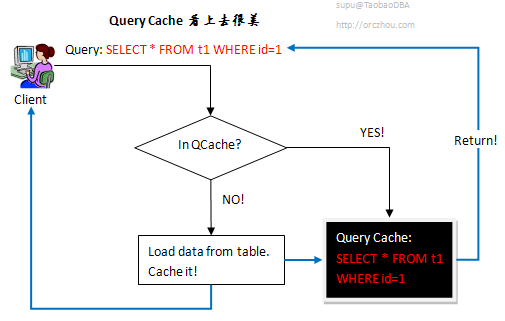 supu@TaobaoDBA
Query Cache 看上去很美
http://orczhou.com
Query: SELECT * FROM t1 WHERE id=1
Client
In QCache?
YES!
Return!
NO!
Load data from table.
Cache it!
Query Cache:
SELECT * FROM t1
WHERE id=1